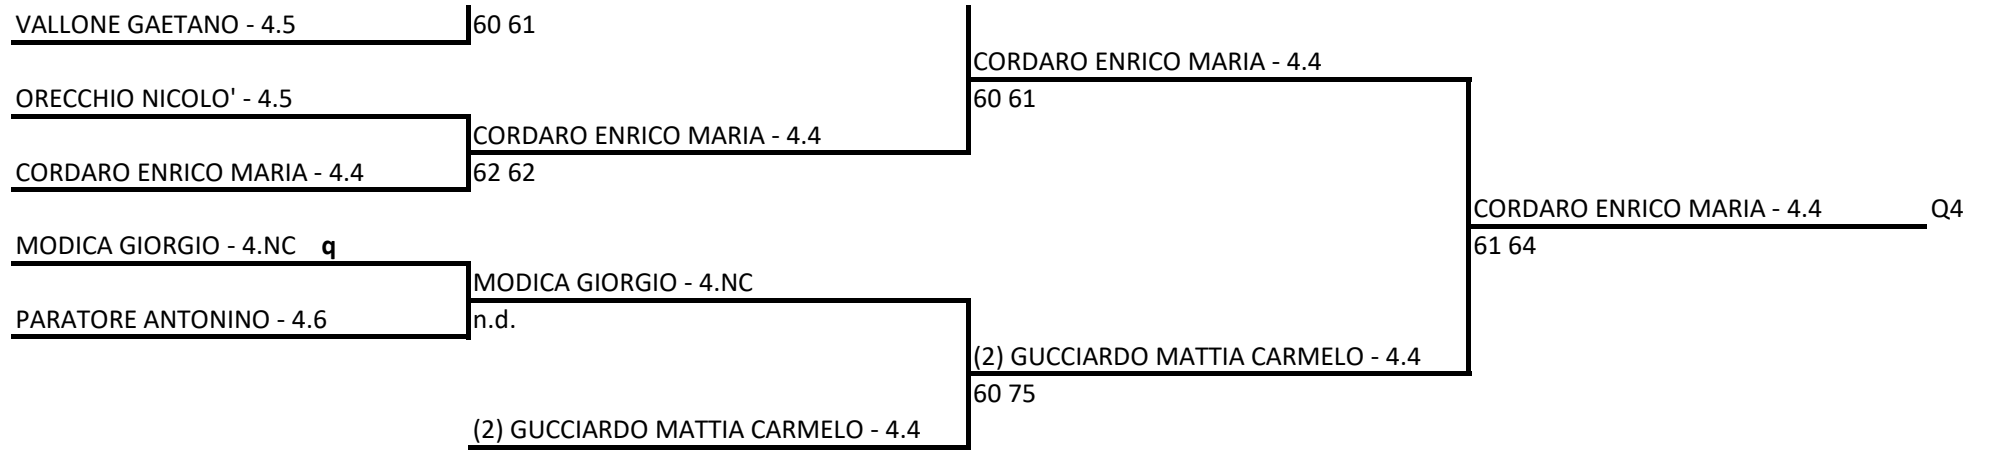 VALLONE GAETANO - 4.5
60 61
CORDARO ENRICO MARIA - 4.4
ORECCHIO NICOLO' - 4.5
60 61
CORDARO ENRICO MARIA - 4.4
CORDARO ENRICO MARIA - 4.4
62 62
CORDARO ENRICO MARIA - 4.4 Q4
MODICA GIORGIO - 4.NC q
61 64
MODICA GIORGIO - 4.NC
PARATORE ANTONINO - 4.6
n.d.
(2) GUCCIARDO MATTIA CARMELO - 4.4
60 75
(2) GUCCIARDO MATTIA CARMELO - 4.4